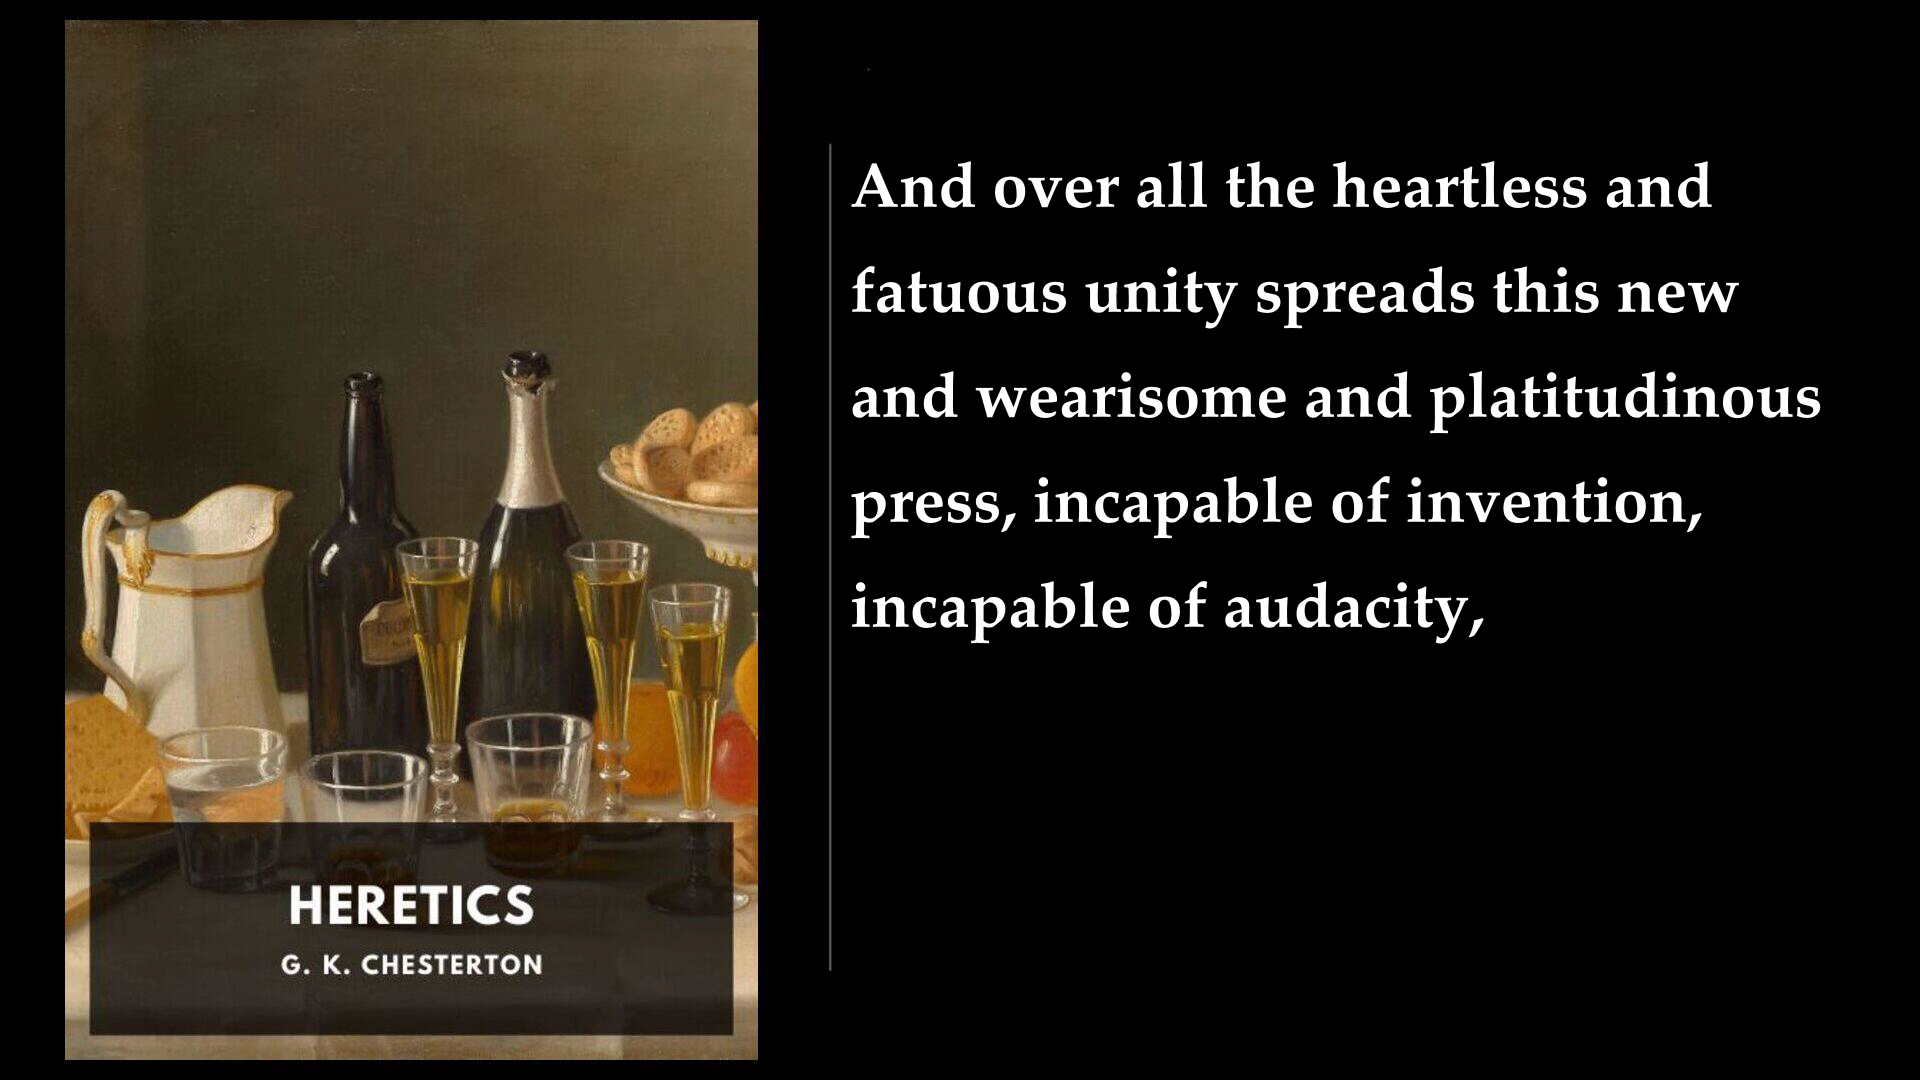 And over all the heartless and
fatuous unity spreads this new
and wearisome and platitudinous
press, incapable of invention,
incapable of audacity,
HERETICS
G. K. CHESTERTON